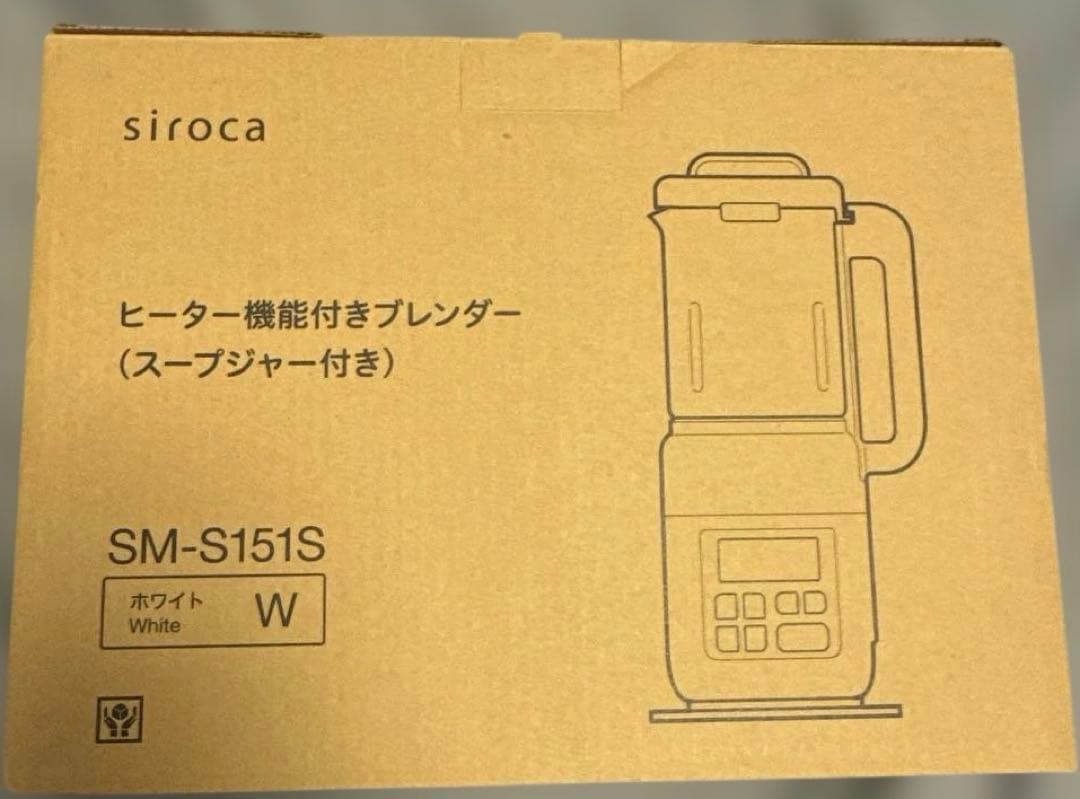 siroca
ヒーター機能付きブレンダー
（スープジャー付き）
SM-S151S
ホワイト
White
W